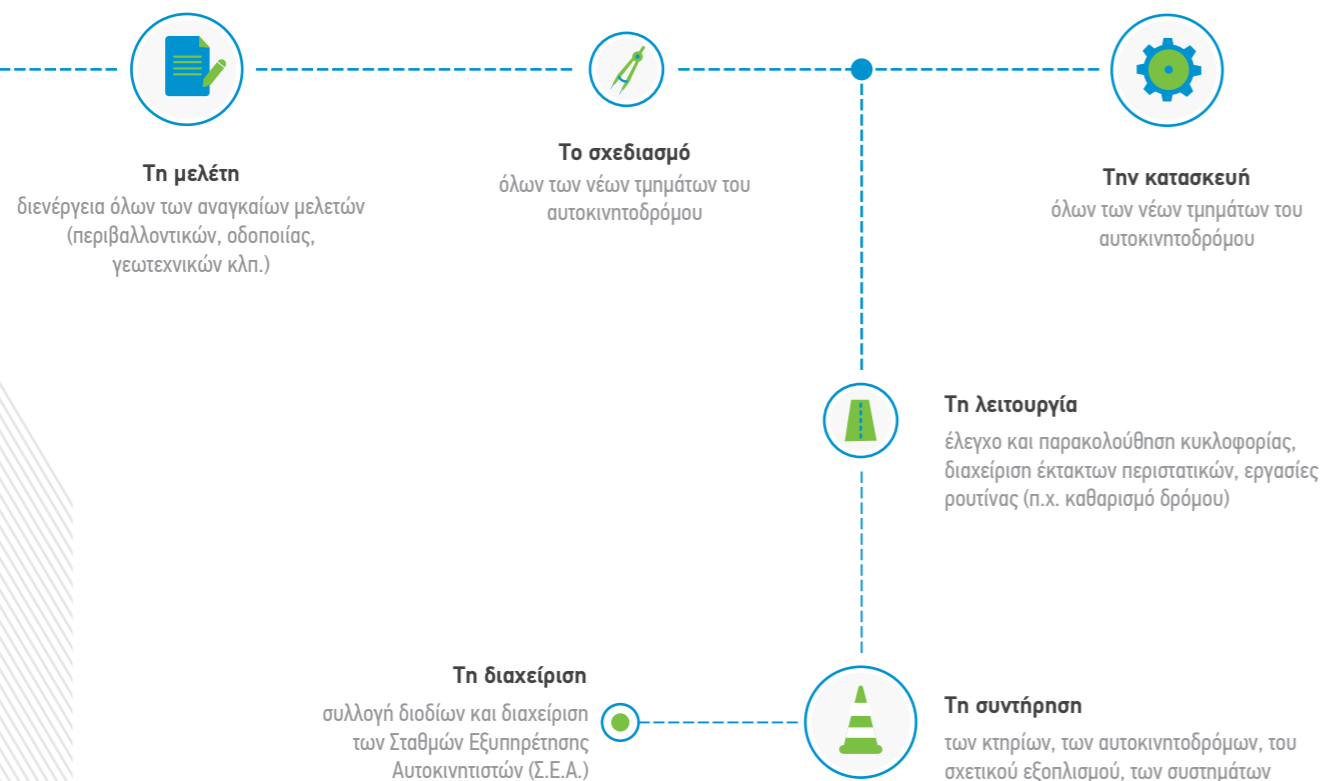 Τη μελέτη
διενέργεια όλων των αναγκαίων μελετών
(περιβαλλοντικών, οδοποιίας,
γεωτεχνικών κλπ.)
Το σχεδιασμό
όλων των νέων τμημάτων του
αυτοκινητοδρόμου
Την κατασκευή
όλων των νέων τμημάτων του
αυτοκινητοδρόμου
Τη λειτουργία
έλεγχο και παρακολούθηση κυκλοφορίας,
διαχείριση έκτακτων περιστατικών, εργασίες
ρουτίνας (π.χ. καθαρισμό δρόμου)
Τη διαχείριση
συλλογή διοδίων και διαχείριση
των Σταθμών Εξυπηρέτησης
Αυτοκινητιστών (Σ.Ε.Α.)
Τη συντήρηση
των κτηρίων, των αυτοκινητοδρόμων, του
σχετικού εξοπλισμού, των συστημάτων